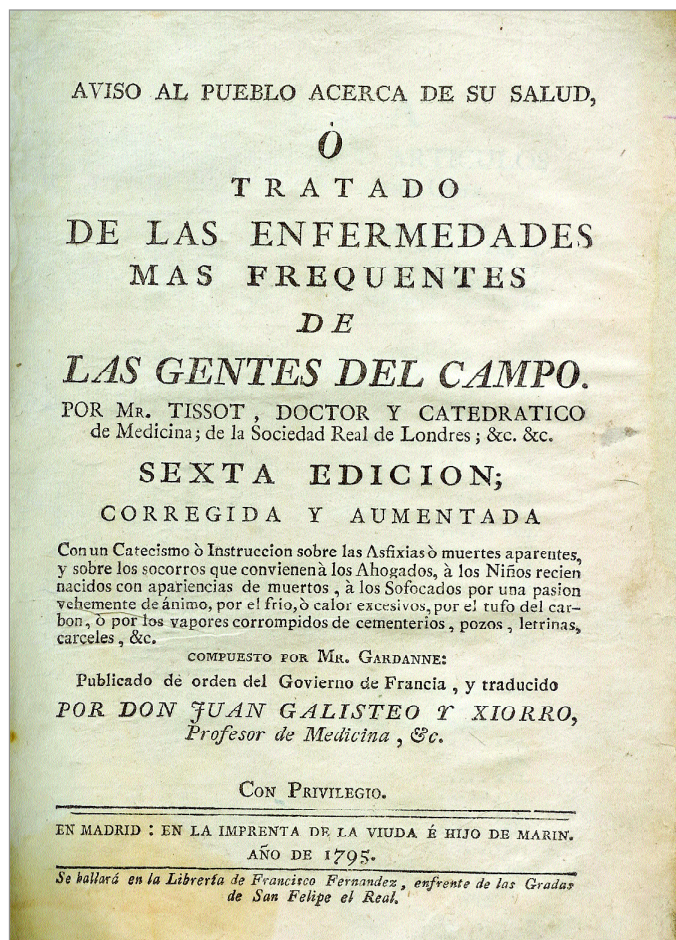 AVISO AL PUEBLO ACERCA DE SU SALUD,
Ó
TRATADO
DE LAS ENFERMEDADES
MAS FREQUENTES
DE
LAS GENTES DEL CAMPO.
POR MR. TISSOT, DOCTOR Y CATEDRATICO
de Medicina; de la Sociedad Real de Londres; &c. &c.
SEXTA EDICION;
CORREGIDA Y AUMENTADA
Con un Catecismo ò Instruccion sobre las Asfixias ò muertes aparentes,
y sobre los socorros que convienen à los Ahogados, à los Niños recien
nacidos con apariencias de muertos, à los Sofocados por una pasion
vehemente de ánimo, por el frio, ò calor excesivos, por el tufo del car-
bon, ò por los vapores corrompidos de cementerios, pozos, letrinas,
carceles, &c.
COMPUESTO POR MR. GARDANNE:
Publicado de orden del Govierno de Francia, y traducido
POR DON JUAN GALISTEO Y XIORRO,
Profesor de Medicina, &c.
CON PRIVILEGIO.
EN MADRID: EN LA IMPRENTA DE LA VIUDA É HIJO DE MARIN.
AÑO DE 1795.
Se hallará en la Librería de Francisco Fernandez, enfrente de las Gradas
de San Felipe el Real.